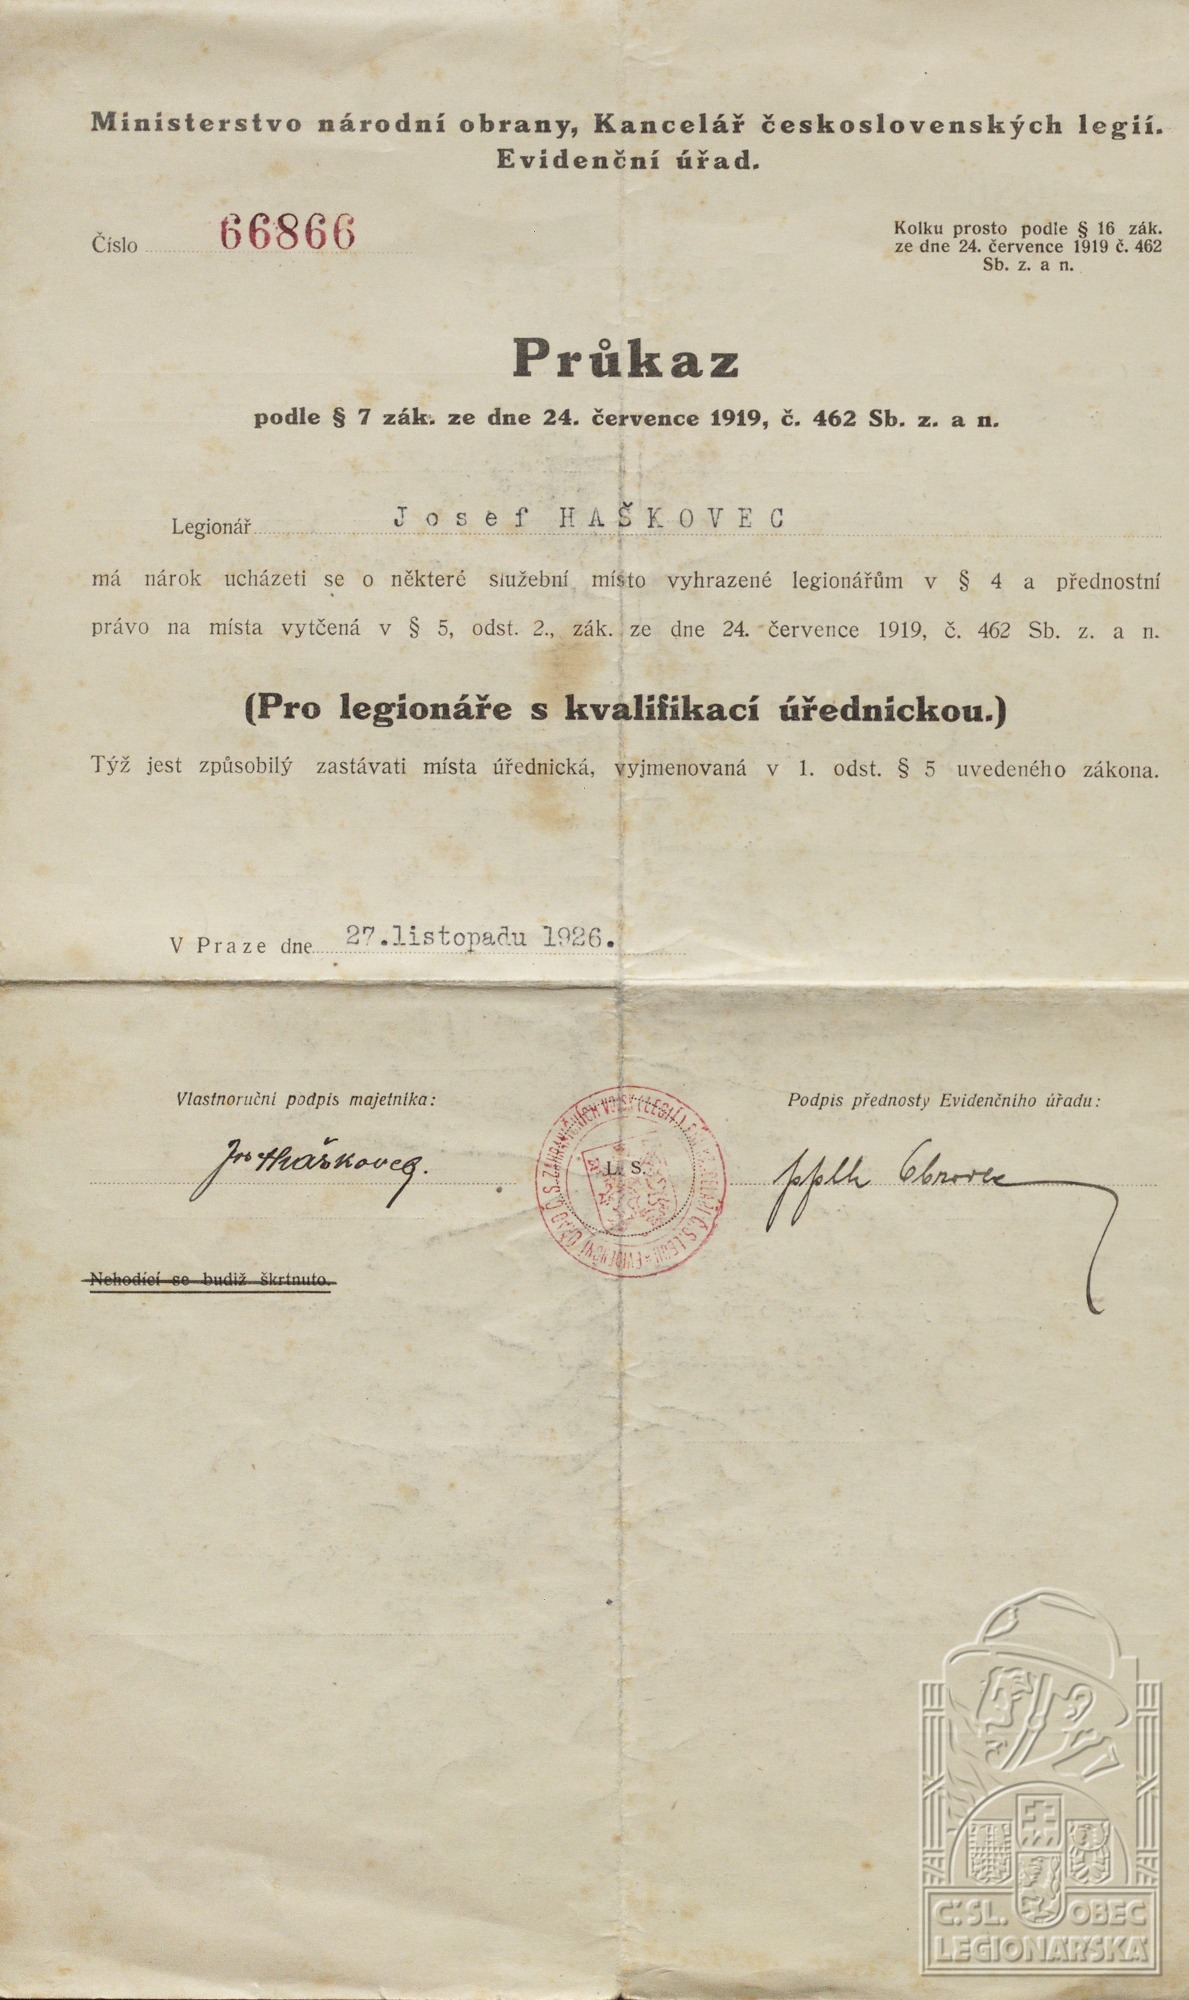 Ministerstvo národní obrany, Kancelář československých legií.
Evidenční úřad.
Číslo 66866
Kolku prosto podle § 16 zák.
ze dne 24. července 1919 č. 462
Sb. z. a n.
Průkaz
podle § 7 zák. ze dne 24. července 1919, č. 462 Sb. z. a n.
Legionář Josef HAŠKOVEC
má nárok ucházeti se o některé služební místo vyhrazené legionářům v § 4 a přednostní
právo na místa vytčená v § 5, odst. 2., zák. ze dne 24. července 1919, č. 462 Sb. z. a n.
(Pro legionáře s kvalifikací úřednickou.)
Týž jest způsobilý zastávati místa úřednická, vyjmenovaná v 1. odst. § 5 uvedeného zákona.
V Praze dne 27.listopadu 1926.
Vlastnoruční podpis majetníka:
Podpis přednosty Evidenčního úřadu:
Jos Haškovec.
L. S.
pplk
Nehodící se budiž škrtnuto.
Č.SL. OBEC
LEGIONÁŘSKÁ